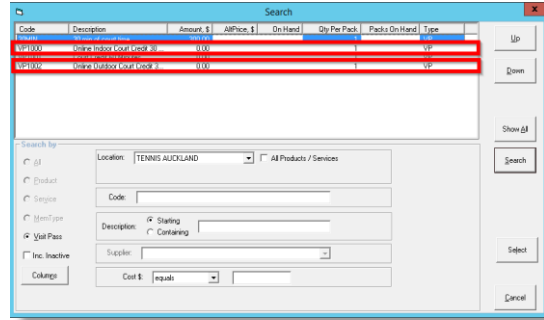 Search
Code Description Amount, $ AltPrice, $ On Hand Qty Per Pack Packs On Hand Type
VP1000 Online Indoor Court Credit 30 ... 0.00 1 VP
VP1002 Online Outdoor Court Credit 3... 0.00 1 VP
Up
Down
Show All
Search
Select
Cancel
Search by
All
Product
Service
MemType
Visit Pass
Inc. Inactive
Columns
Location: TENNIS AUCKLAND All Products / Services
Code:
Description: Starting
Containing
Supplier:
Cost $: equals